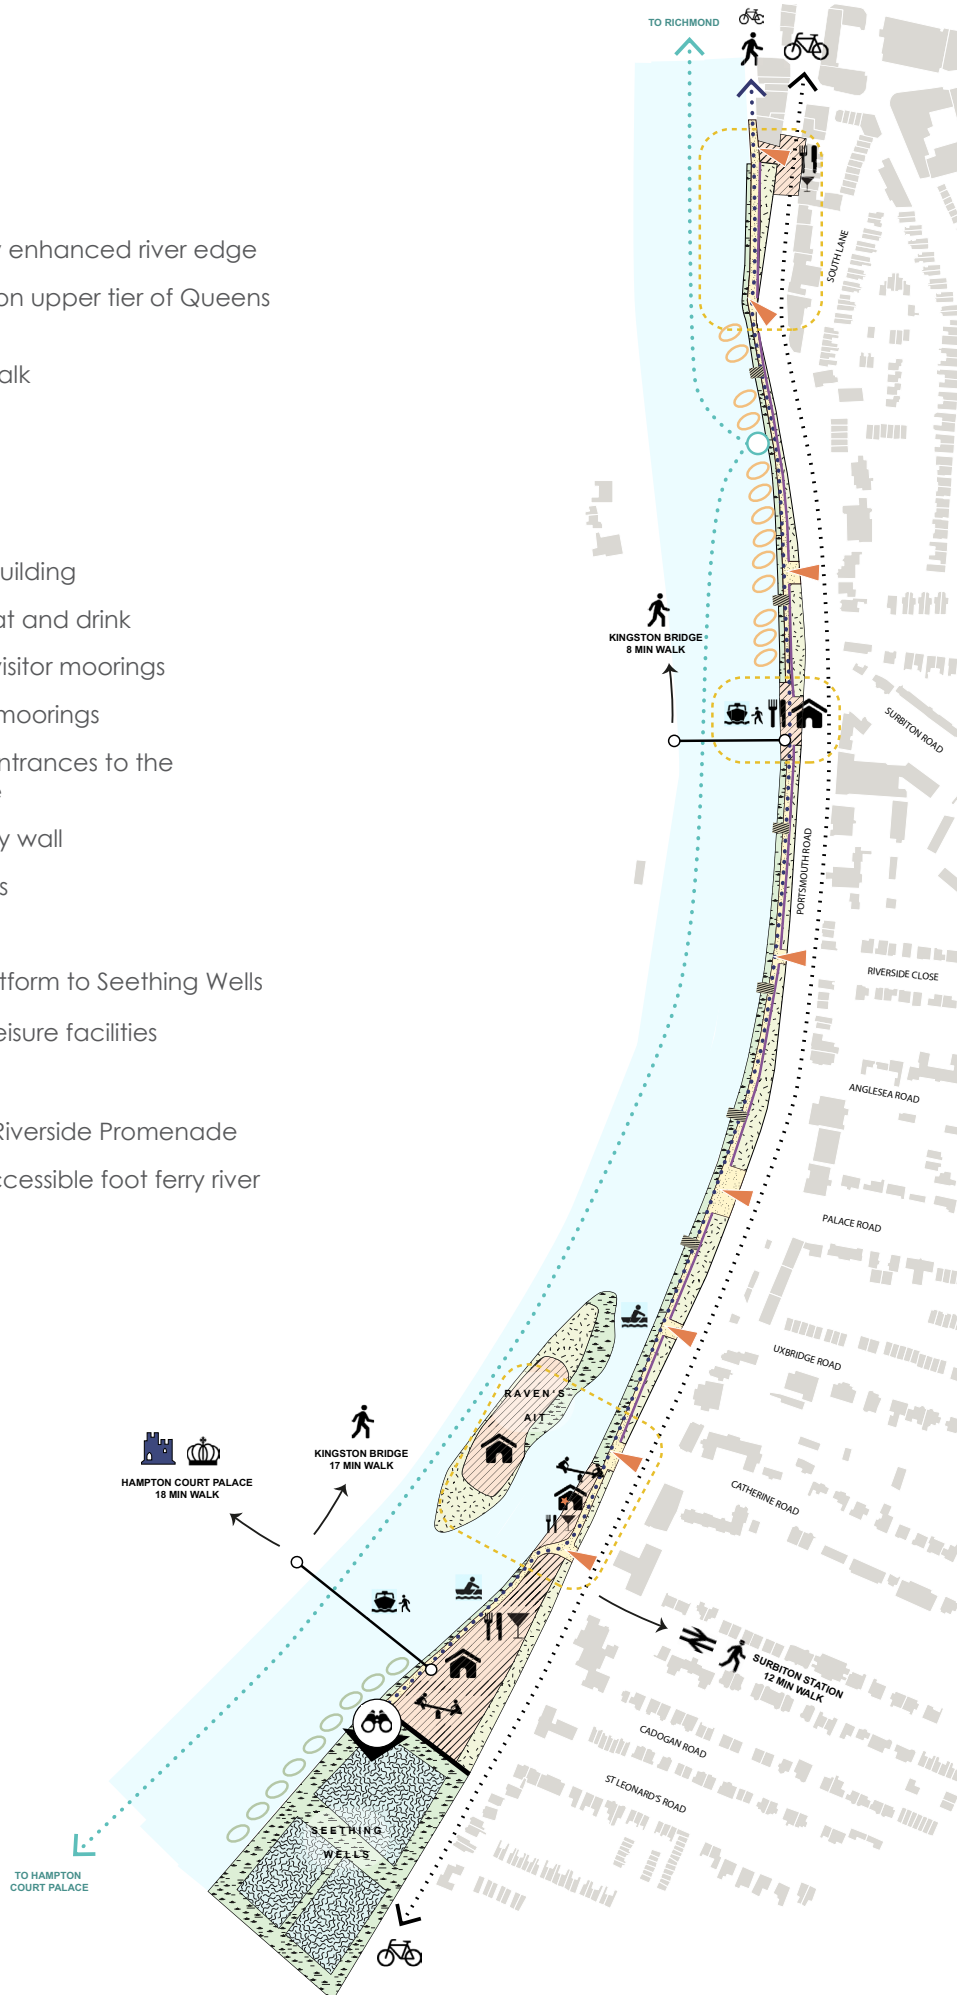 TO RICHMOND
enhanced river edge
on upper tier of Queens
SOUTH LANE
alk
uilding
at and drink
KINGSTON BRIDGE
8 MIN WALK
visitor moorings
moorings
SURBITON ROAD
ntrances to the
y wall
PORTSMOUTH ROAD
s
RIVERSIDE CLOSE
tform to Seething Wells
eisure facilities
ANGLESEA ROAD
Riverside Promenade
ccessible foot ferry river
PALACE ROAD
UXBRIDGE ROAD
RAVEN'S
AIT
KINGSTON BRIDGE
17 MIN WALK
HAMPTON COURT PALACE
18 MIN WALK
CATHERINE ROAD
SURBITON STATION
12 MIN WALK
CADOGAN ROAD
ST LEONARD'S ROAD
SEETHING
WELLS
TO HAMPTON
COURT PALACE